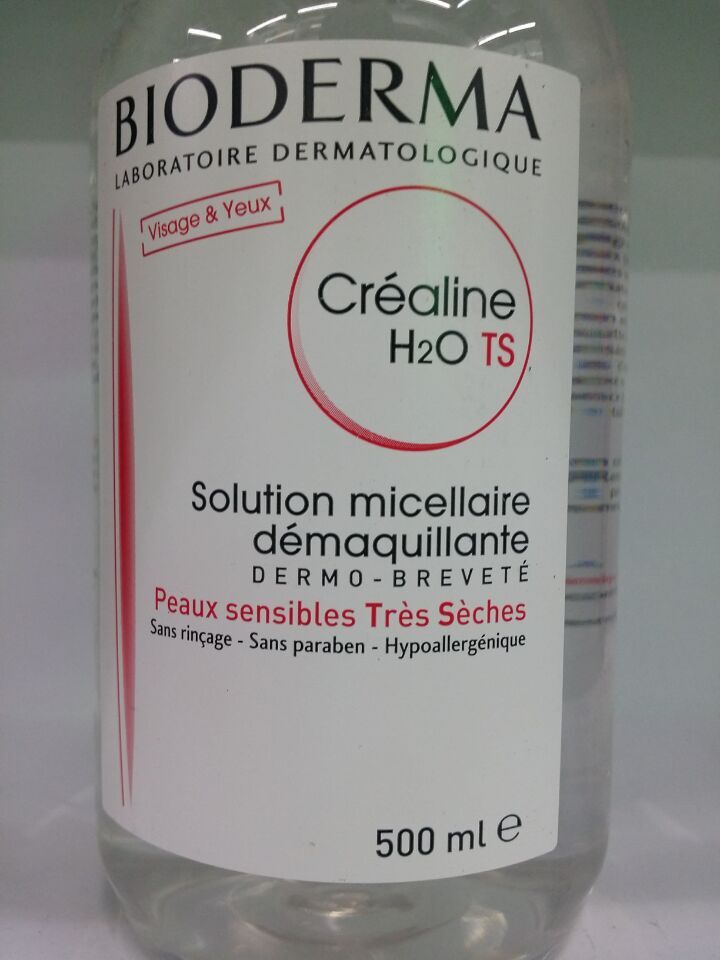 BIODERMA
LABORATOIRE DERMATOLOGIQUE
Visage & Yeux
Créaline
H2O TS
Solution micellaire
démaquillante
DERMO-BREVETÉ
Peaux sensibles Très Sèches
Sans rinçage - Sans paraben - Hypoallergénique
500 ml e